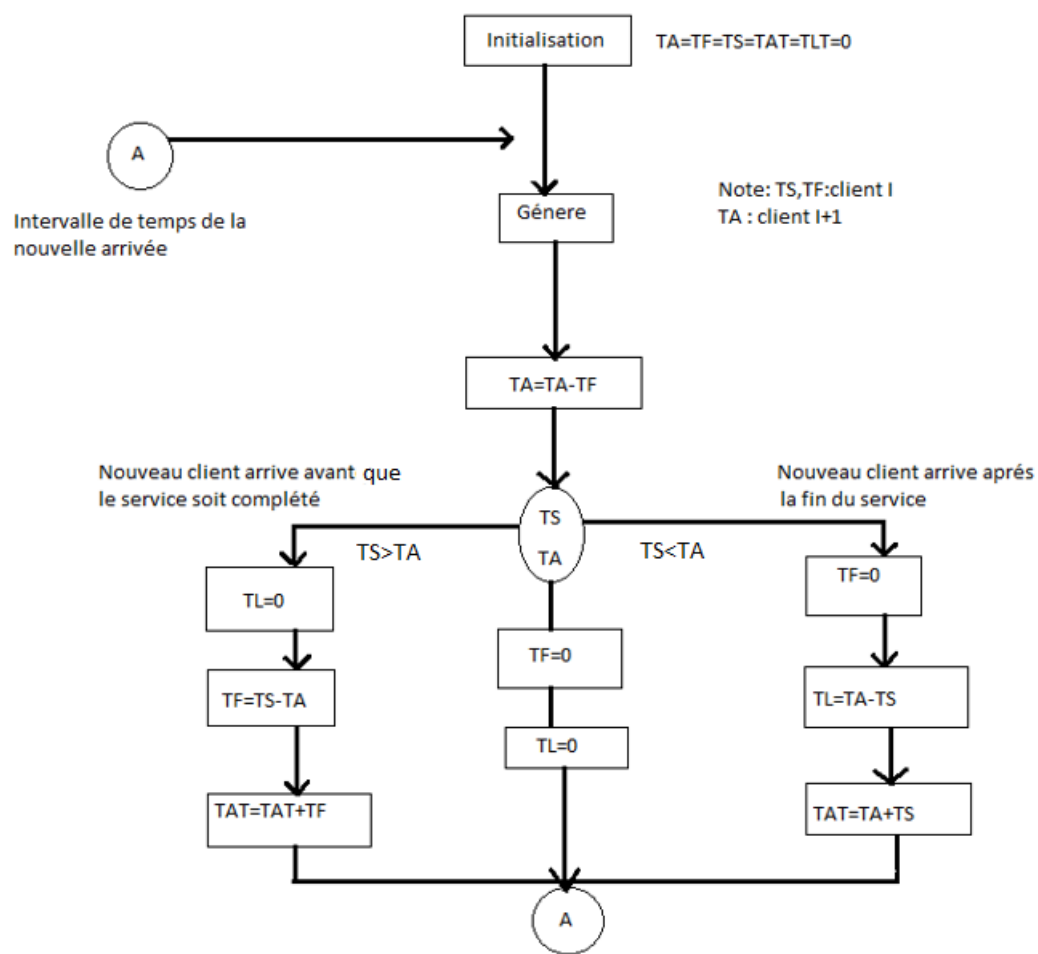 Initialisation
TA=TF=TS=TAT=TLT=0
A
Intervalle de temps de la
nouvelle arrivée
Note: TS,TF:client I
TA : client I+1
Génere
TA=TA-TF
Nouveau client arrive avant que
le service soit complété
Nouveau client arrive aprés
la fin du service
TS
TA
TS>TA
TS<TA
TL=0
TF=0
TF=0
TF=TS-TA
TL=TA-TS
TL=0
TAT=TAT+TF
TAT=TA+TS
A